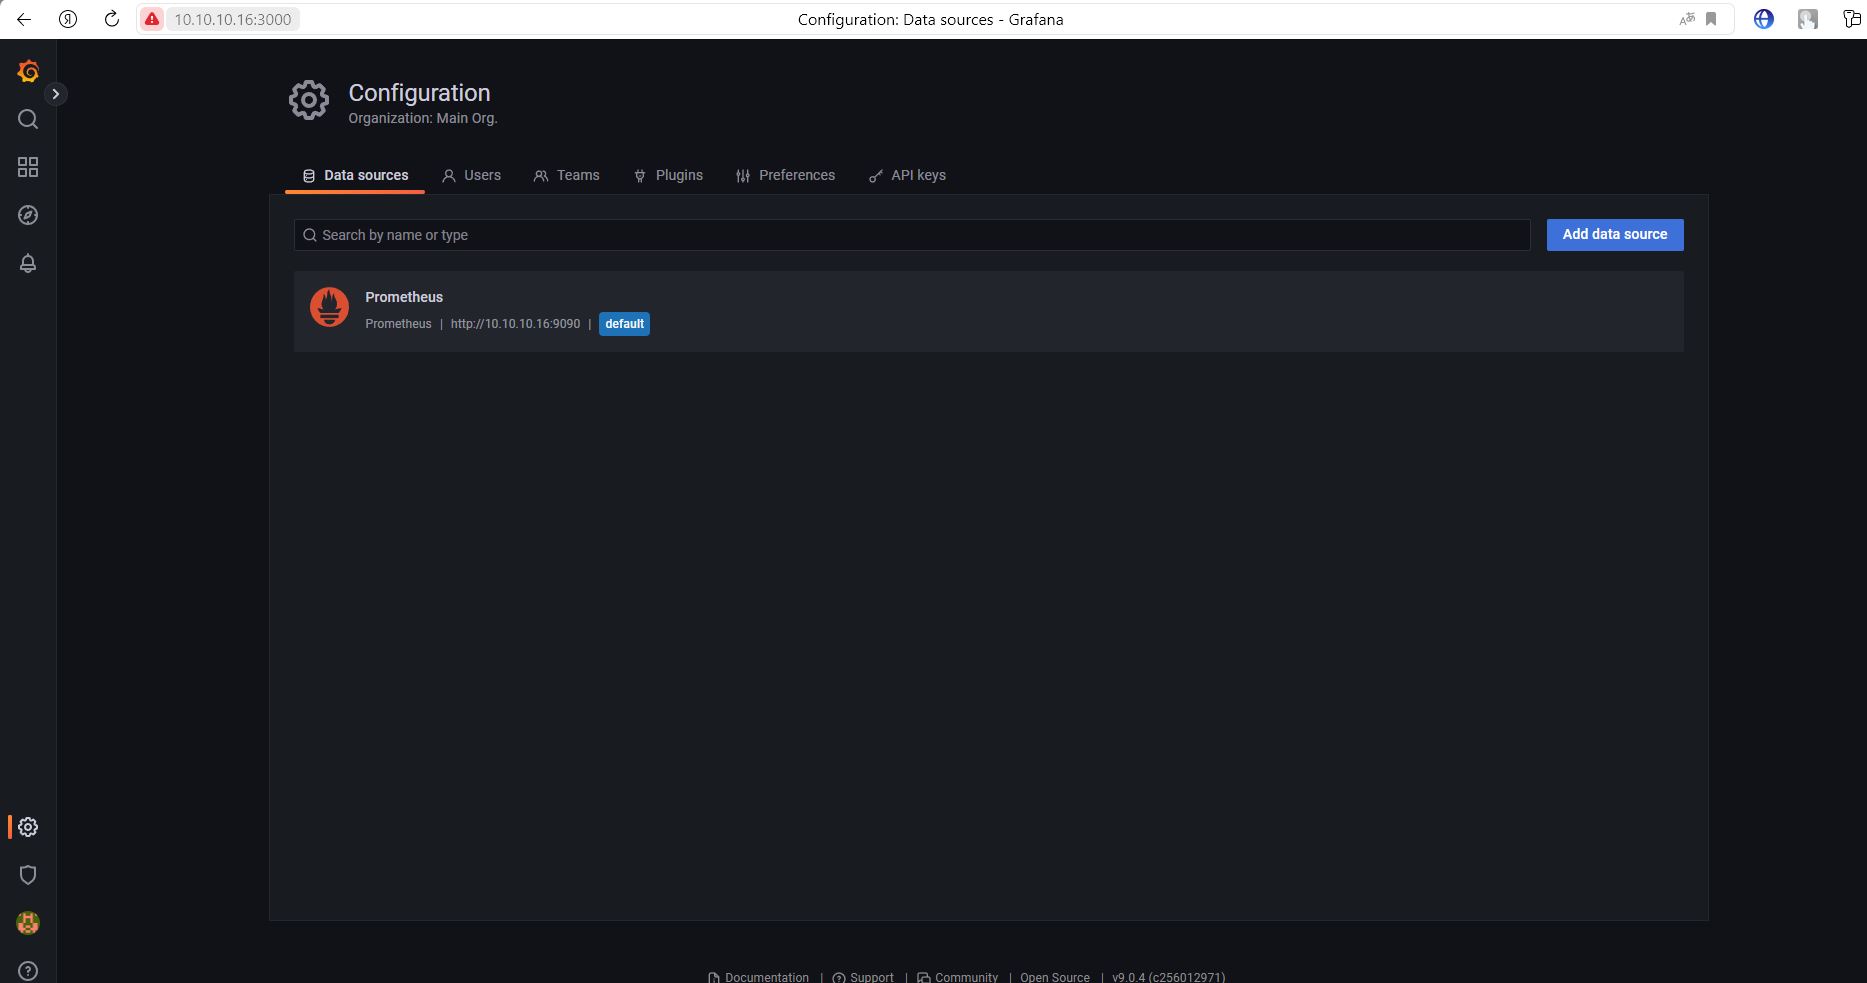 10.10.10.16:3000
Configuration: Data sources - Grafana
Configuration
Organization: Main Org.
Data sources
Users
Teams
Plugins
Preferences
API keys
Search by name or type
Add data source
Prometheus
Prometheus | http://10.10.10.16:9090 | default
Documentation | Support | Community | Open Source | v9.0.4 (c256012971)